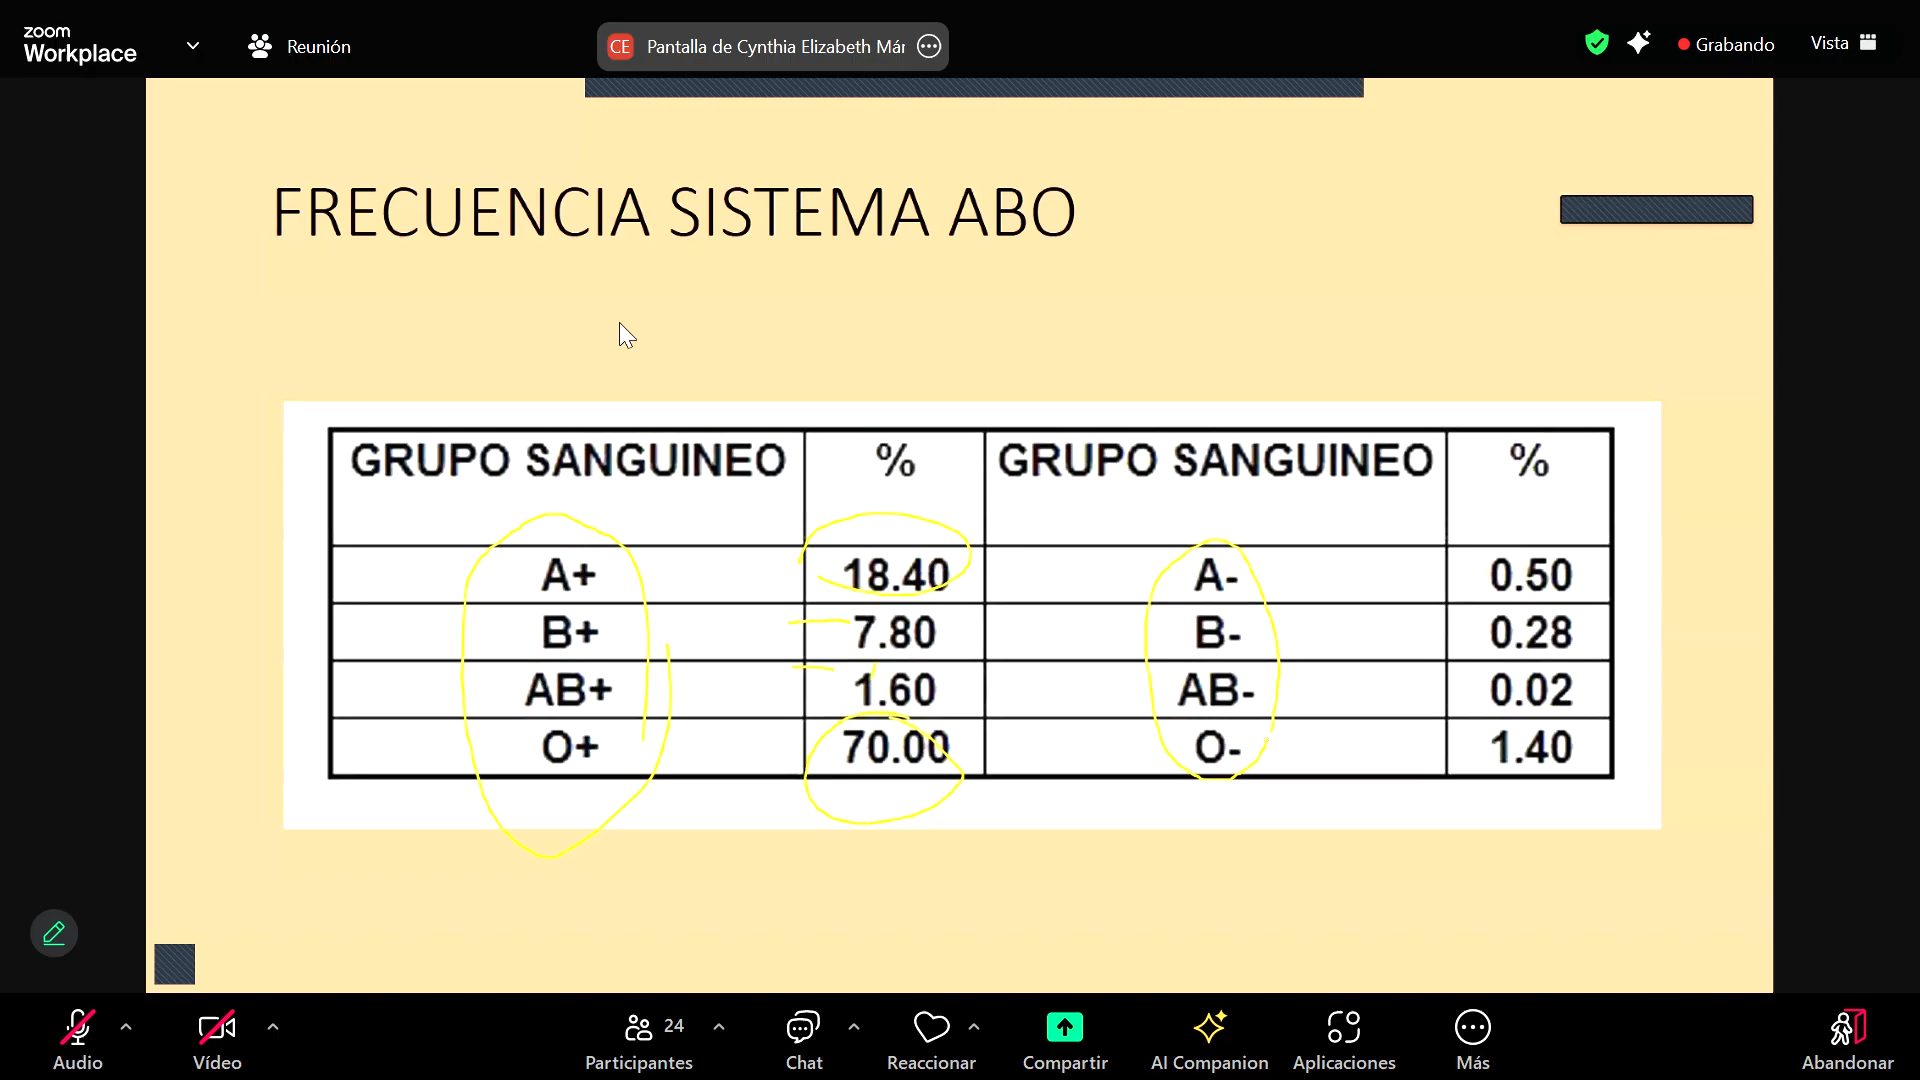 zoom
Workplace
Reunión
CE Pantalla de Cynthia Elizabeth Már
Grabando
Vista
FRECUENCIA SISTEMA ABO
GRUPO SANGUINEO % GRUPO SANGUINEO %
A+ 18.40 A- 0.50
B+ 7.80 B- 0.28
AB+ 1.60 AB- 0.02
O+ 70.00 O- 1.40
24
Audio Vídeo Participantes Chat Reaccionar Compartir AI Companion Aplicaciones Más Abandonar